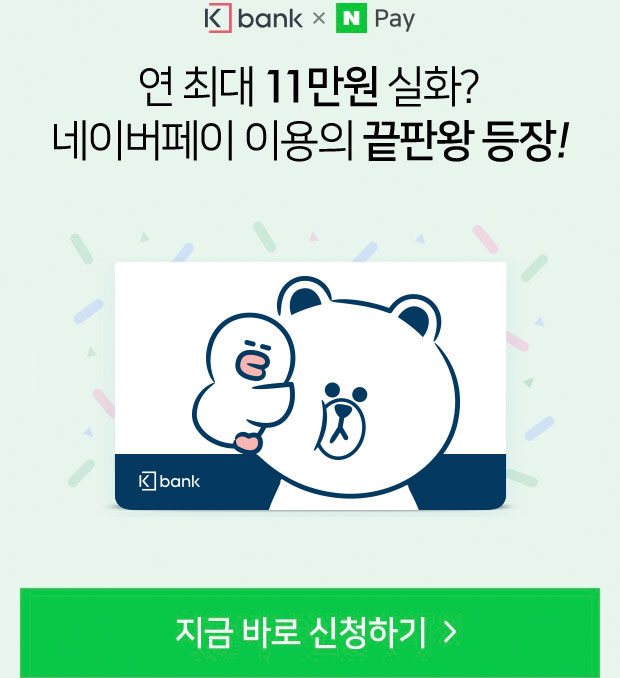 K bank × N Pay
연 최대 11만원 실화?
네이버페이 이용의 끝판왕 등장!
K bank
지금 바로 신청하기 >